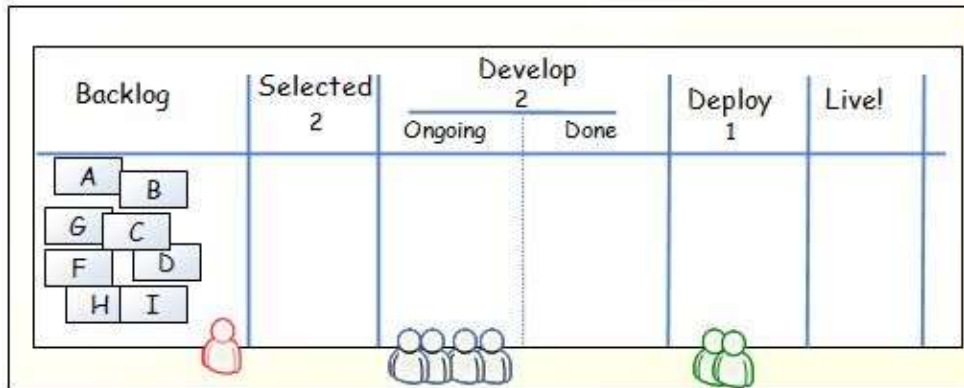 Backlog
Selected
2
Develop
2
Ongoing Done
Deploy
1
Live!
A
B
G
C
F
D
H
I